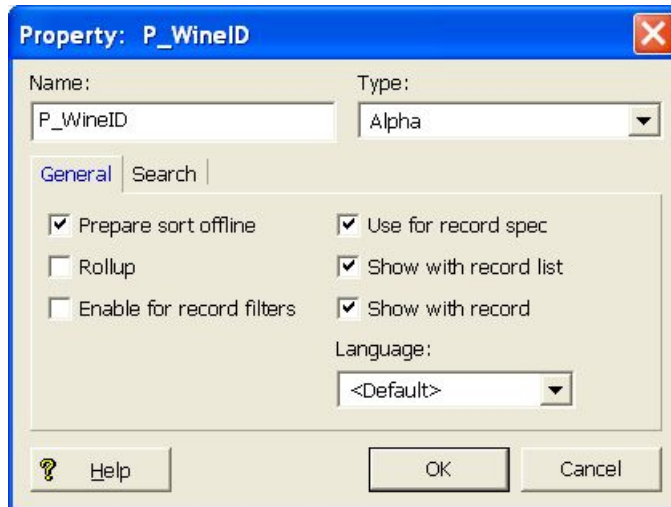 Property: P_WineID
Name:
Type:
P_WineID
Alpha
General
Search
Prepare sort offline
Use for record spec
Rollup
Show with record list
Enable for record filters
Show with record
Language:
<Default>
? Help
OK
Cancel